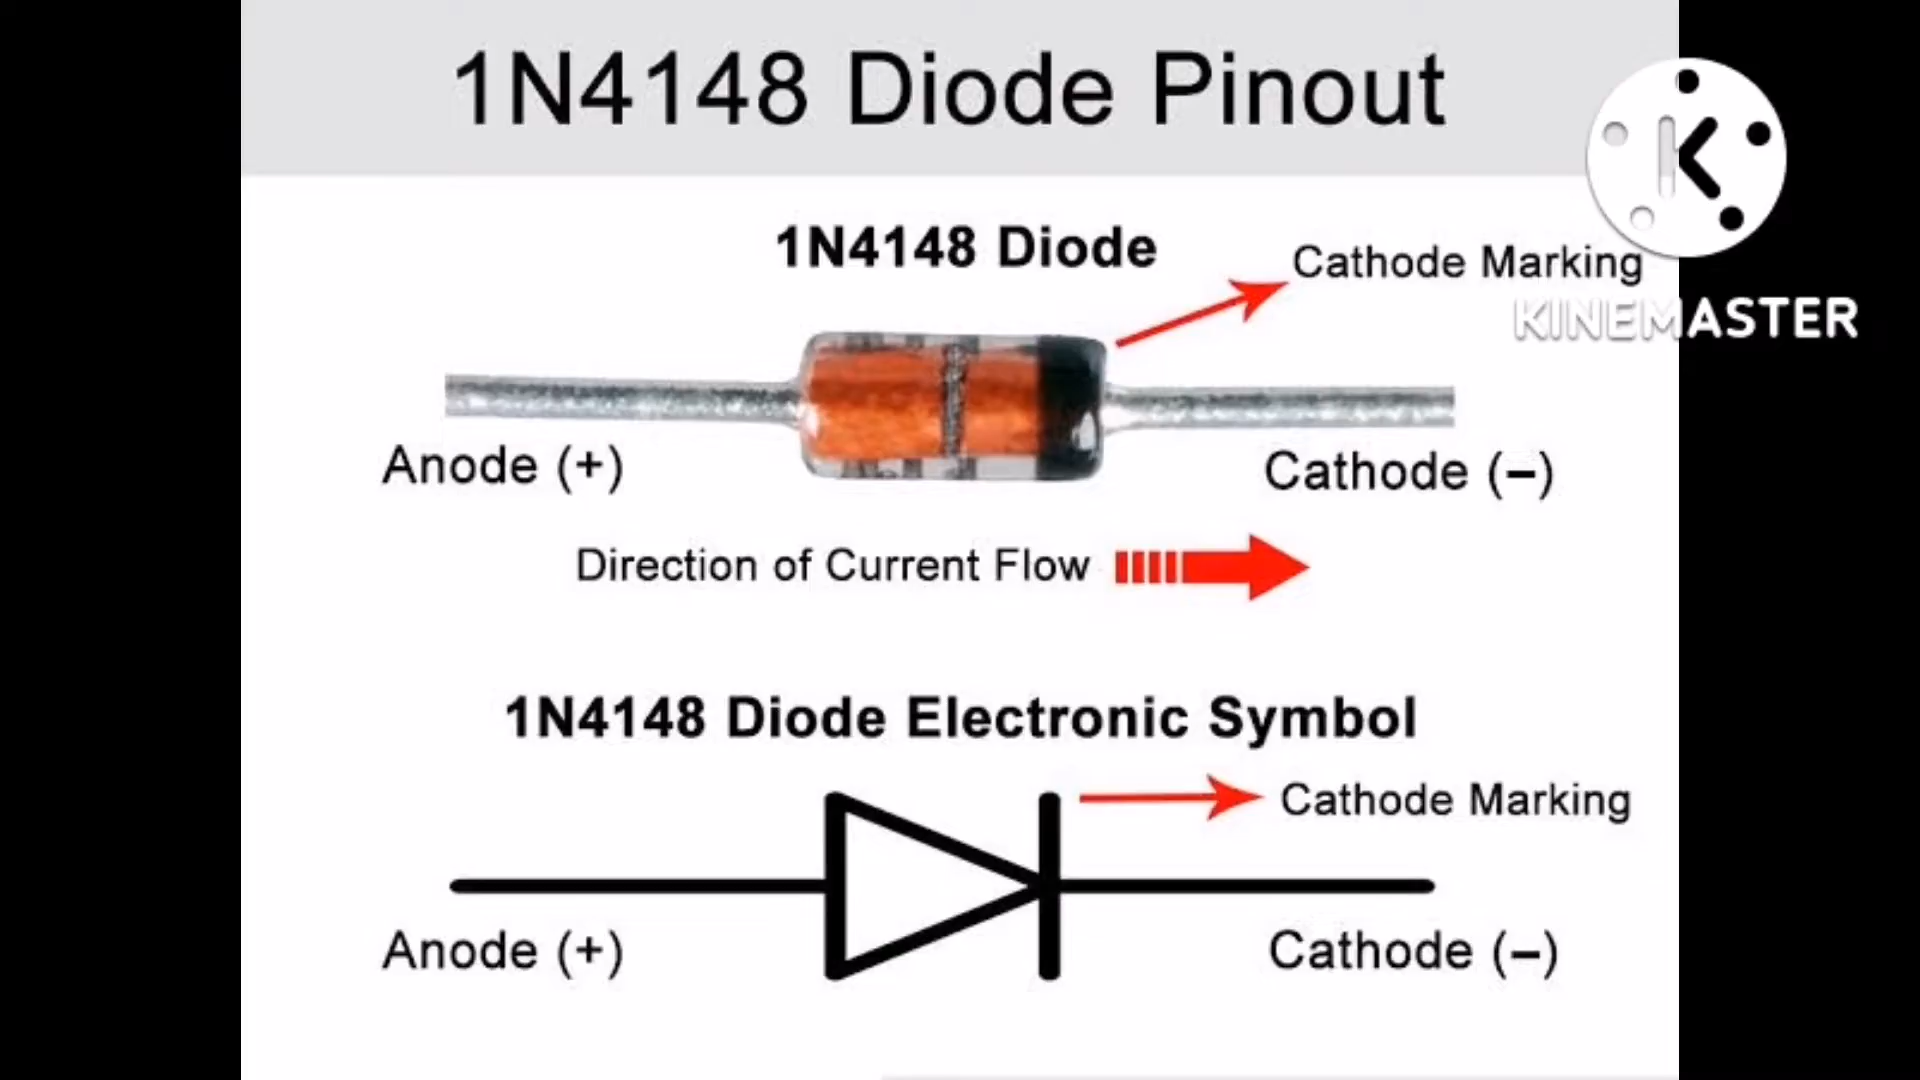 1N4148 Diode Pinout
1N4148 Diode
Cathode Marking
KINEMASTER
Anode (+)
Cathode (–)
Direction of Current Flow
1N4148 Diode Electronic Symbol
Cathode Marking
Anode (+)
Cathode (–)